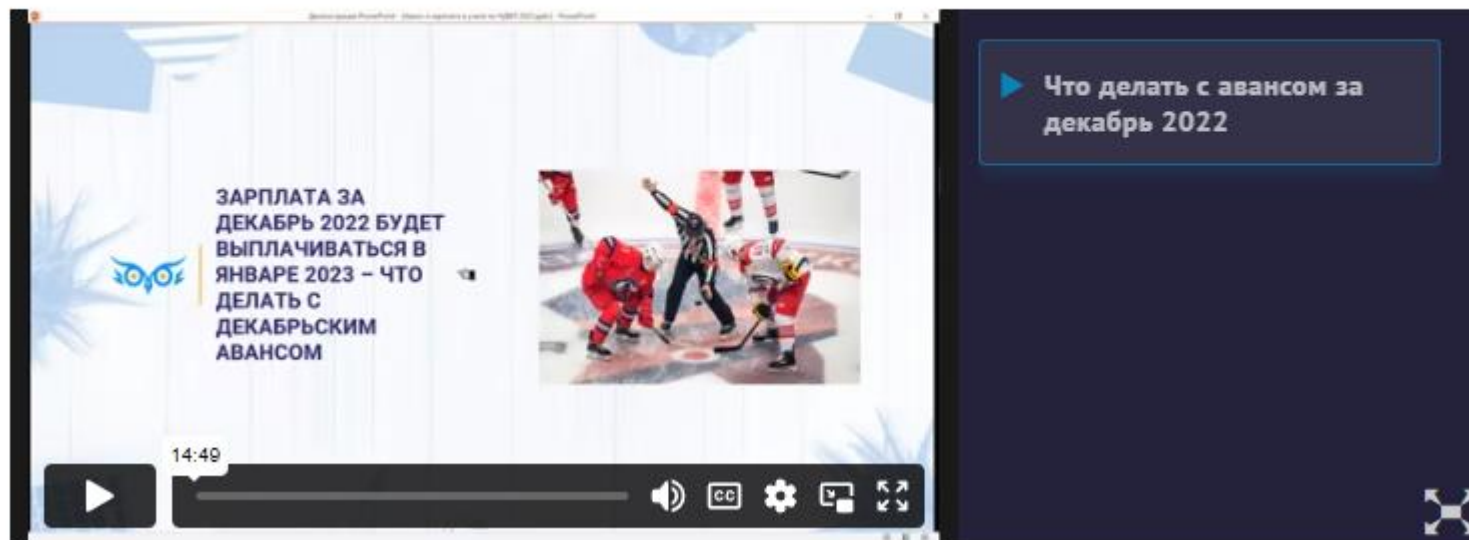 ЗАРПЛАТА ЗА
ДЕКАБРЬ 2022 БУДЕТ
ВЫПЛАЧИВАТЬСЯ В
ЯНВАРЕ 2023 – ЧТО
ДЕЛАТЬ С
ДЕКАБРЬСКИМ
АВАНСОМ
14:49
CC
Что делать с авансом за
декабрь 2022